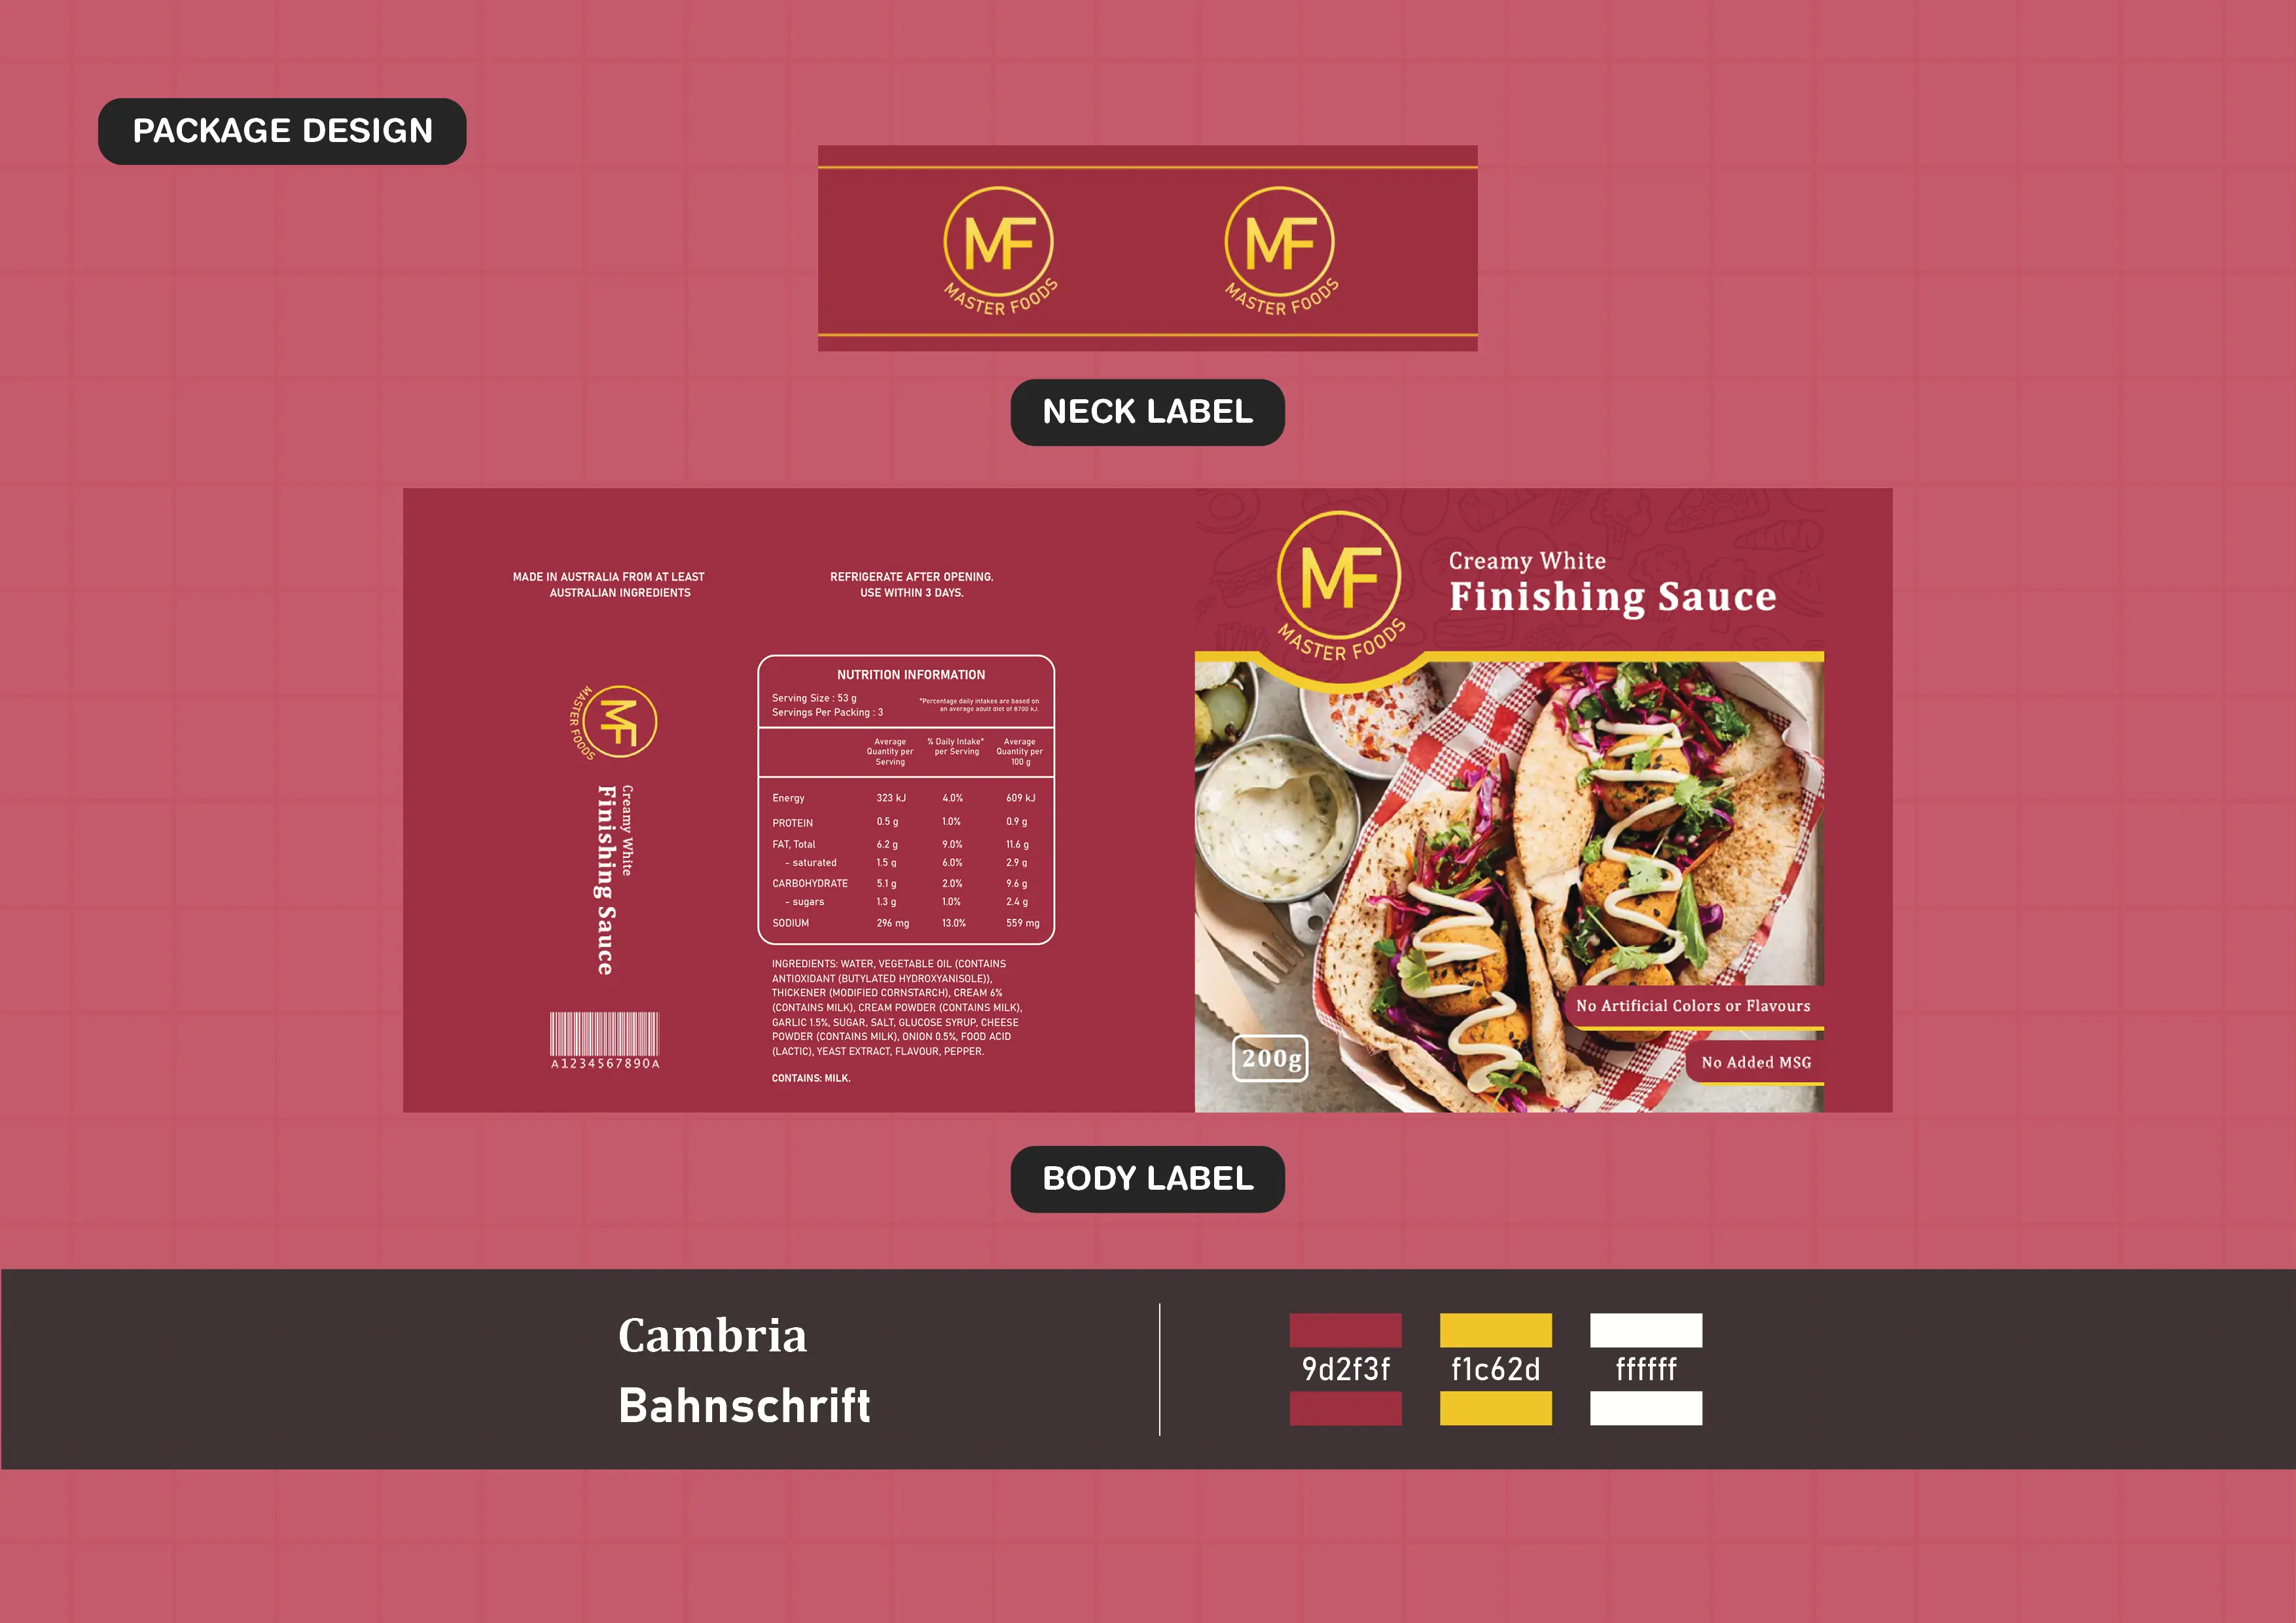 PACKAGE DESIGN
MF
MASTER FOODS
MF
MASTER FOODS
NECK LABEL
MADE IN AUSTRALIA FROM AT LEAST
AUSTRALIAN INGREDIENTS
MF
MASTER FOODS
Creamy White
Finishing Sauce
A1234567890A
REFRIGERATE AFTER OPENING.
USE WITHIN 3 DAYS.
NUTRITION INFORMATION
Serving Size : 53 g
Servings Per Packing : 3
*Percentage daily intakes are based on
an average adult diet of 8700 kJ.
Average Quantity per Serving
% Daily Intake* per Serving
Average Quantity per 100 g
Energy 323 kJ 4.0% 609 kJ
PROTEIN 0.5 g 1.0% 0.9 g
FAT, Total 6.2 g 9.0% 11.6 g
- saturated 1.5 g 6.0% 2.9 g
CARBOHYDRATE 5.1 g 2.0% 9.6 g
- sugars 1.3 g 1.0% 2.4 g
SODIUM 296 mg 13.0% 559 mg
INGREDIENTS: WATER, VEGETABLE OIL (CONTAINS
ANTIOXIDANT (BUTYLATED HYDROXYANISOLE)),
THICKENER (MODIFIED CORNSTARCH), CREAM 6%
(CONTAINS MILK), CREAM POWDER (CONTAINS MILK),
GARLIC 1.5%, SUGAR, SALT, GLUCOSE SYRUP, CHEESE
POWDER (CONTAINS MILK), ONION 0.5%, FOOD ACID
(LACTIC), YEAST EXTRACT, FLAVOUR, PEPPER.
CONTAINS: MILK.
MF
MASTER FOODS
Creamy White
Finishing Sauce
No Artificial Colors or Flavours
No Added MSG
200g
BODY LABEL
Cambria
Bahnschrift
9d2f3f
f1c62d
ffffff